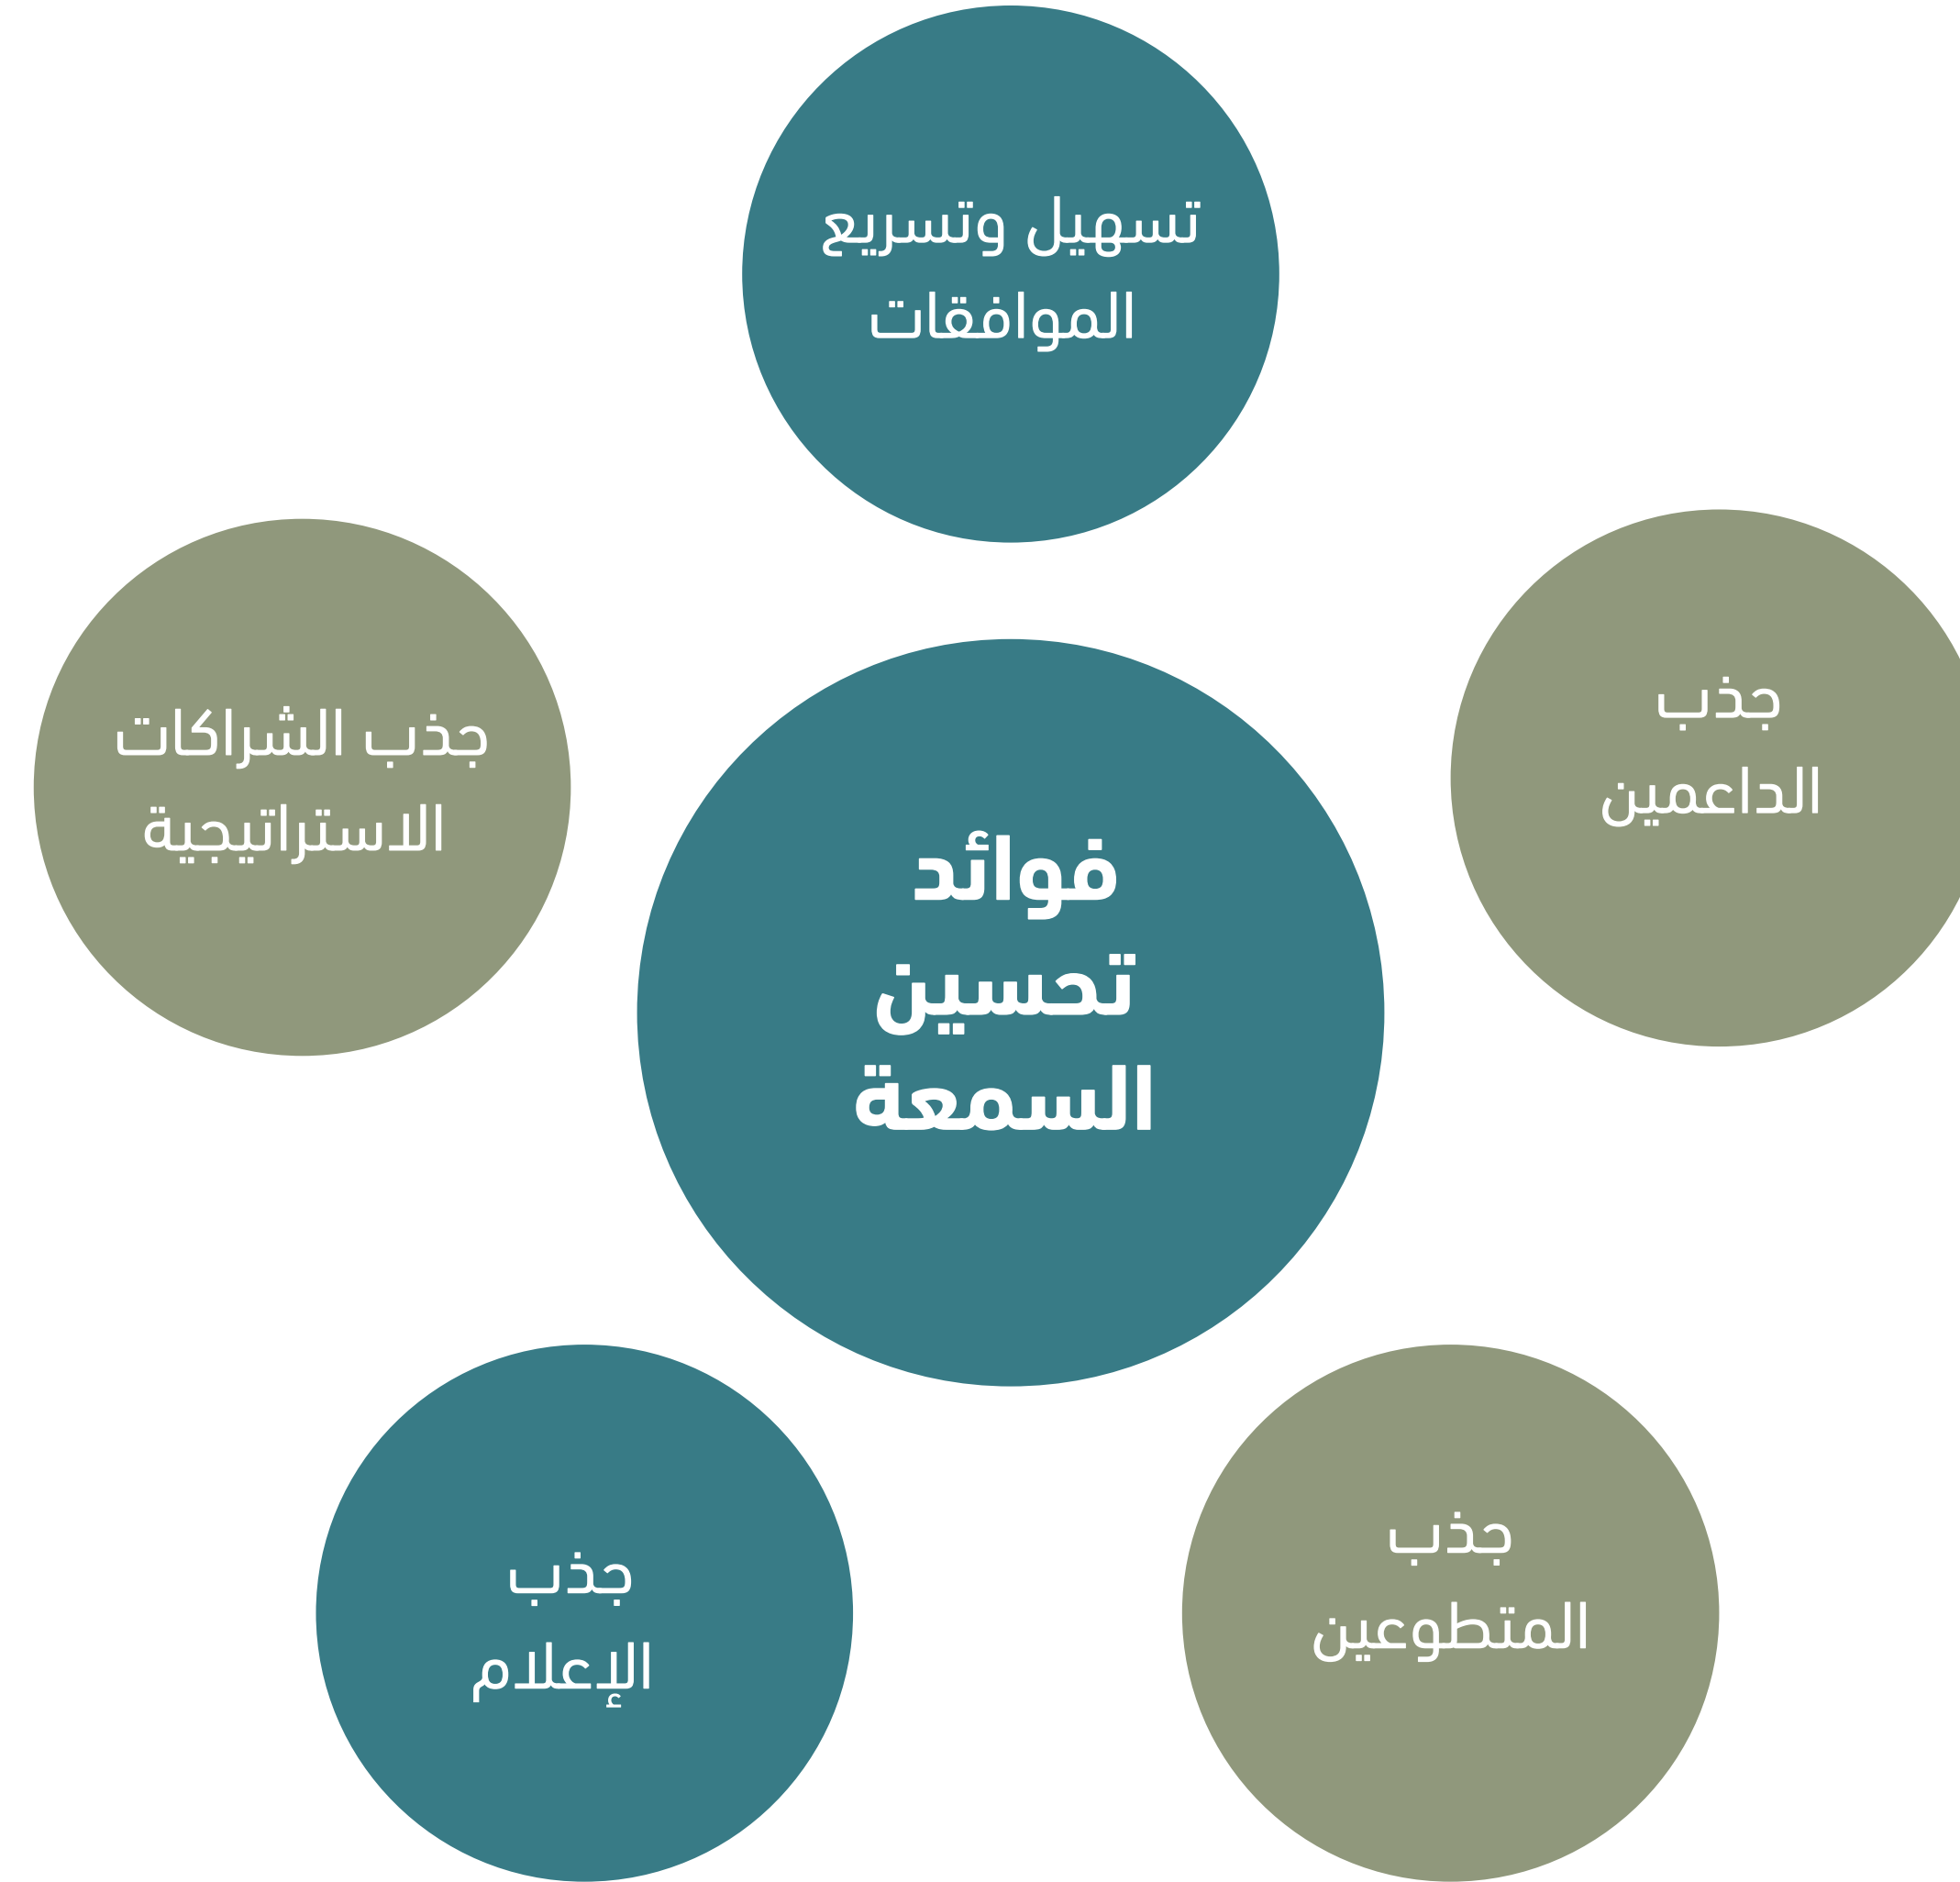 تسهيل وتسريع
الموافقات
جذب
الداعمين
جذب الشراكات
الاستراتيجية
فوائد
تحسين
السمعة
جذب
المتطوعين
جذب
الإعلام